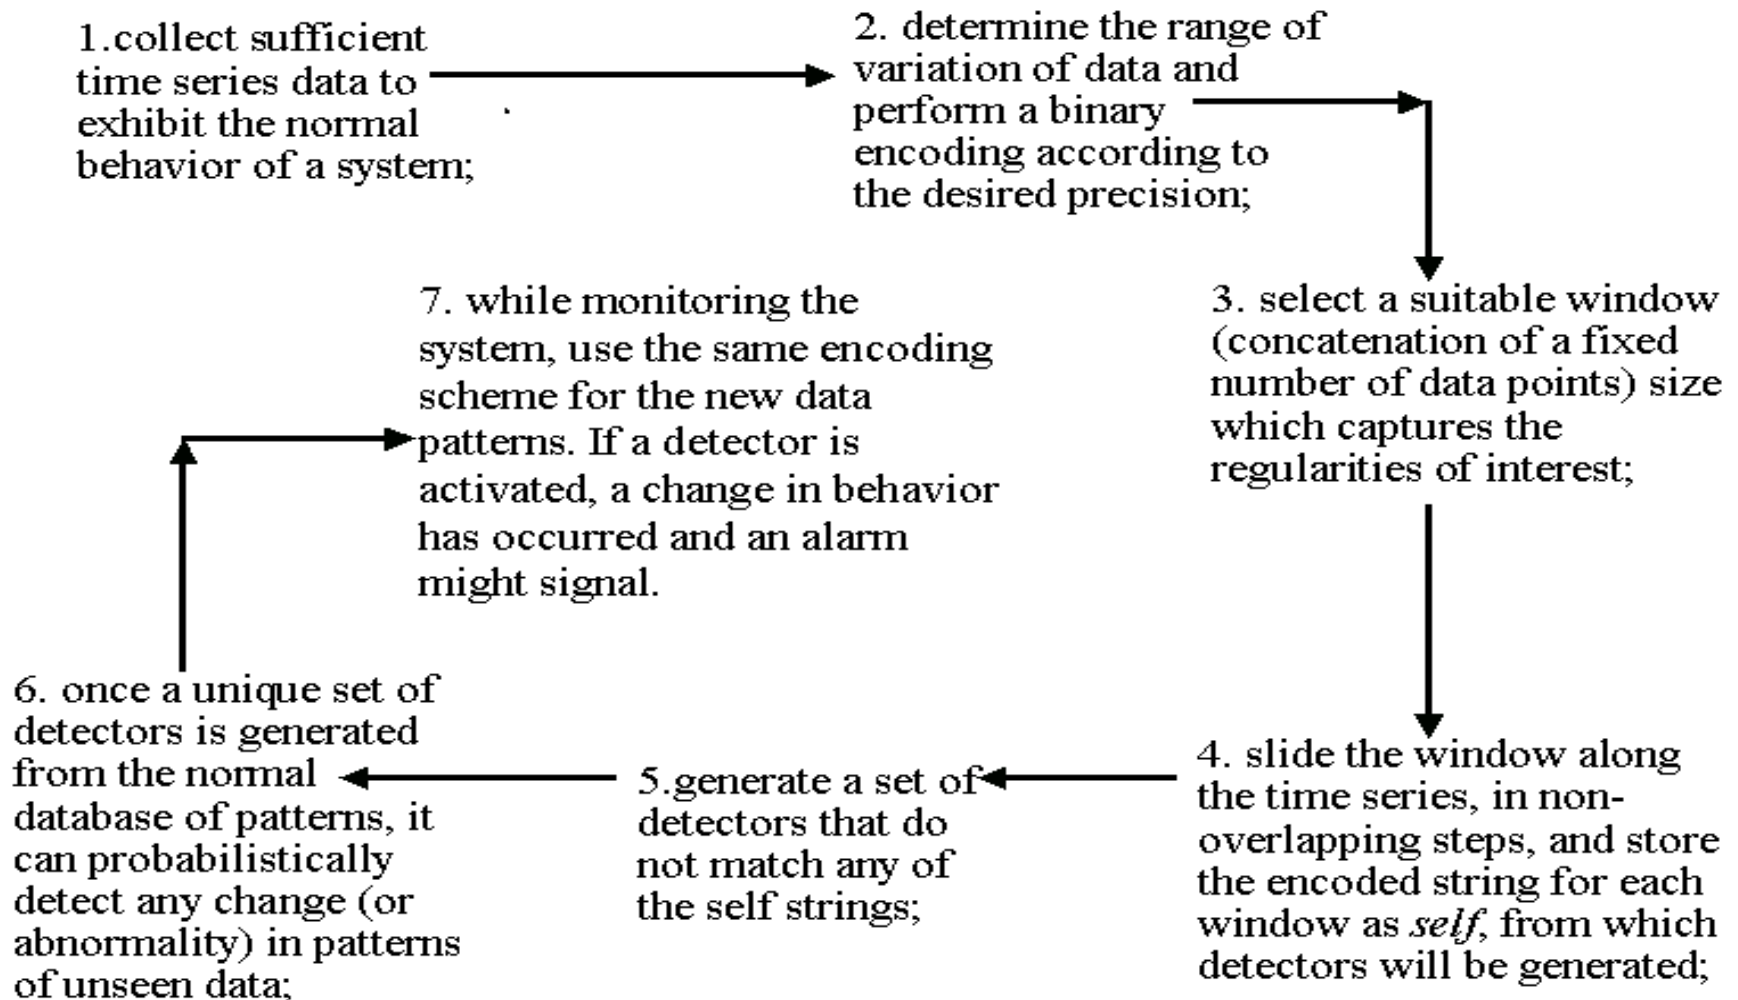 1.collect sufficient
time series data to
exhibit the normal
behavior of a system;
2. determine the range of
variation of data and
perform a binary
encoding according to
the desired precision;
3. select a suitable window
(concatenation of a fixed
number of data points) size
which captures the
regularities of interest;
4. slide the window along
the time series, in non-
overlapping steps, and store
the encoded string for each
window as self, from which
detectors will be generated;
5.generate a set of
detectors that do
not match any of
the self strings;
6. once a unique set of
detectors is generated
from the normal
database of patterns, it
can probabilistically
detect any change (or
abnormality) in patterns
of unseen data;
7. while monitoring the
system, use the same encoding
scheme for the new data
patterns. If a detector is
activated, a change in behavior
has occurred and an alarm
might signal.